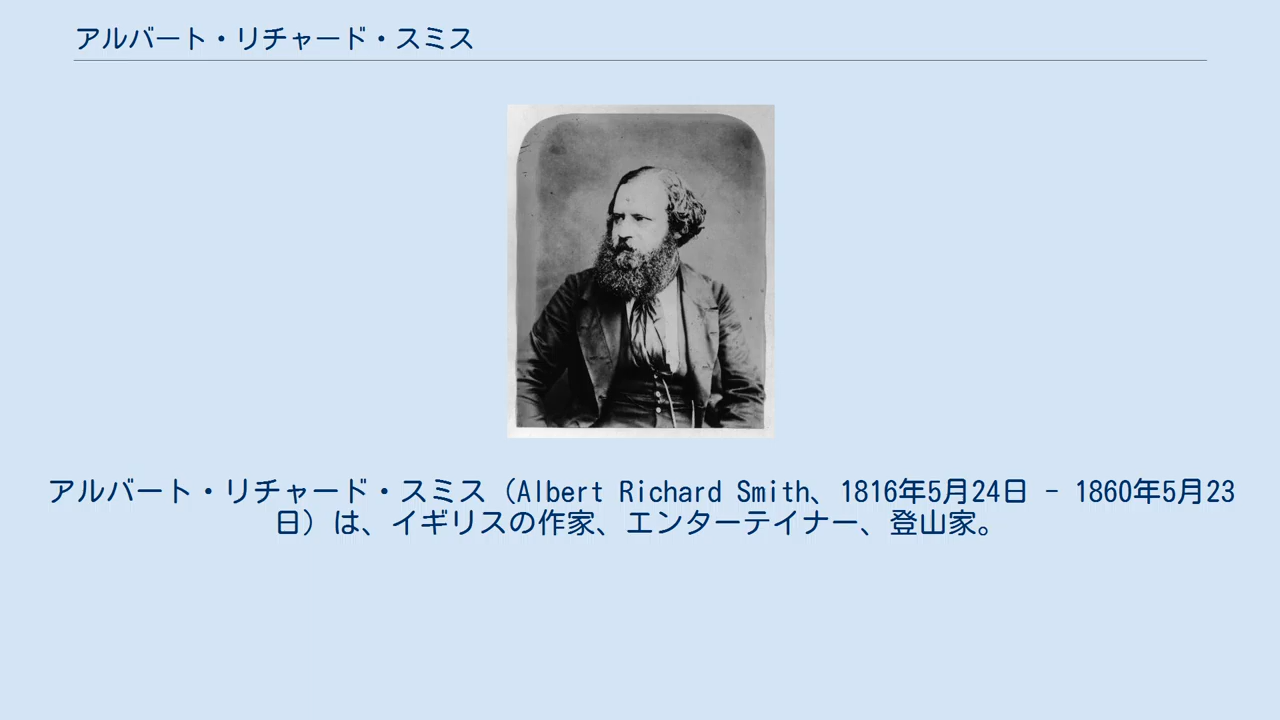 アルバート・リチャード・スミス
アルバート・リチャード・スミス（Albert Richard Smith、1816年5月24日 - 1860年5月23
日）は、イギリスの作家、エンターテイナー、登山家。